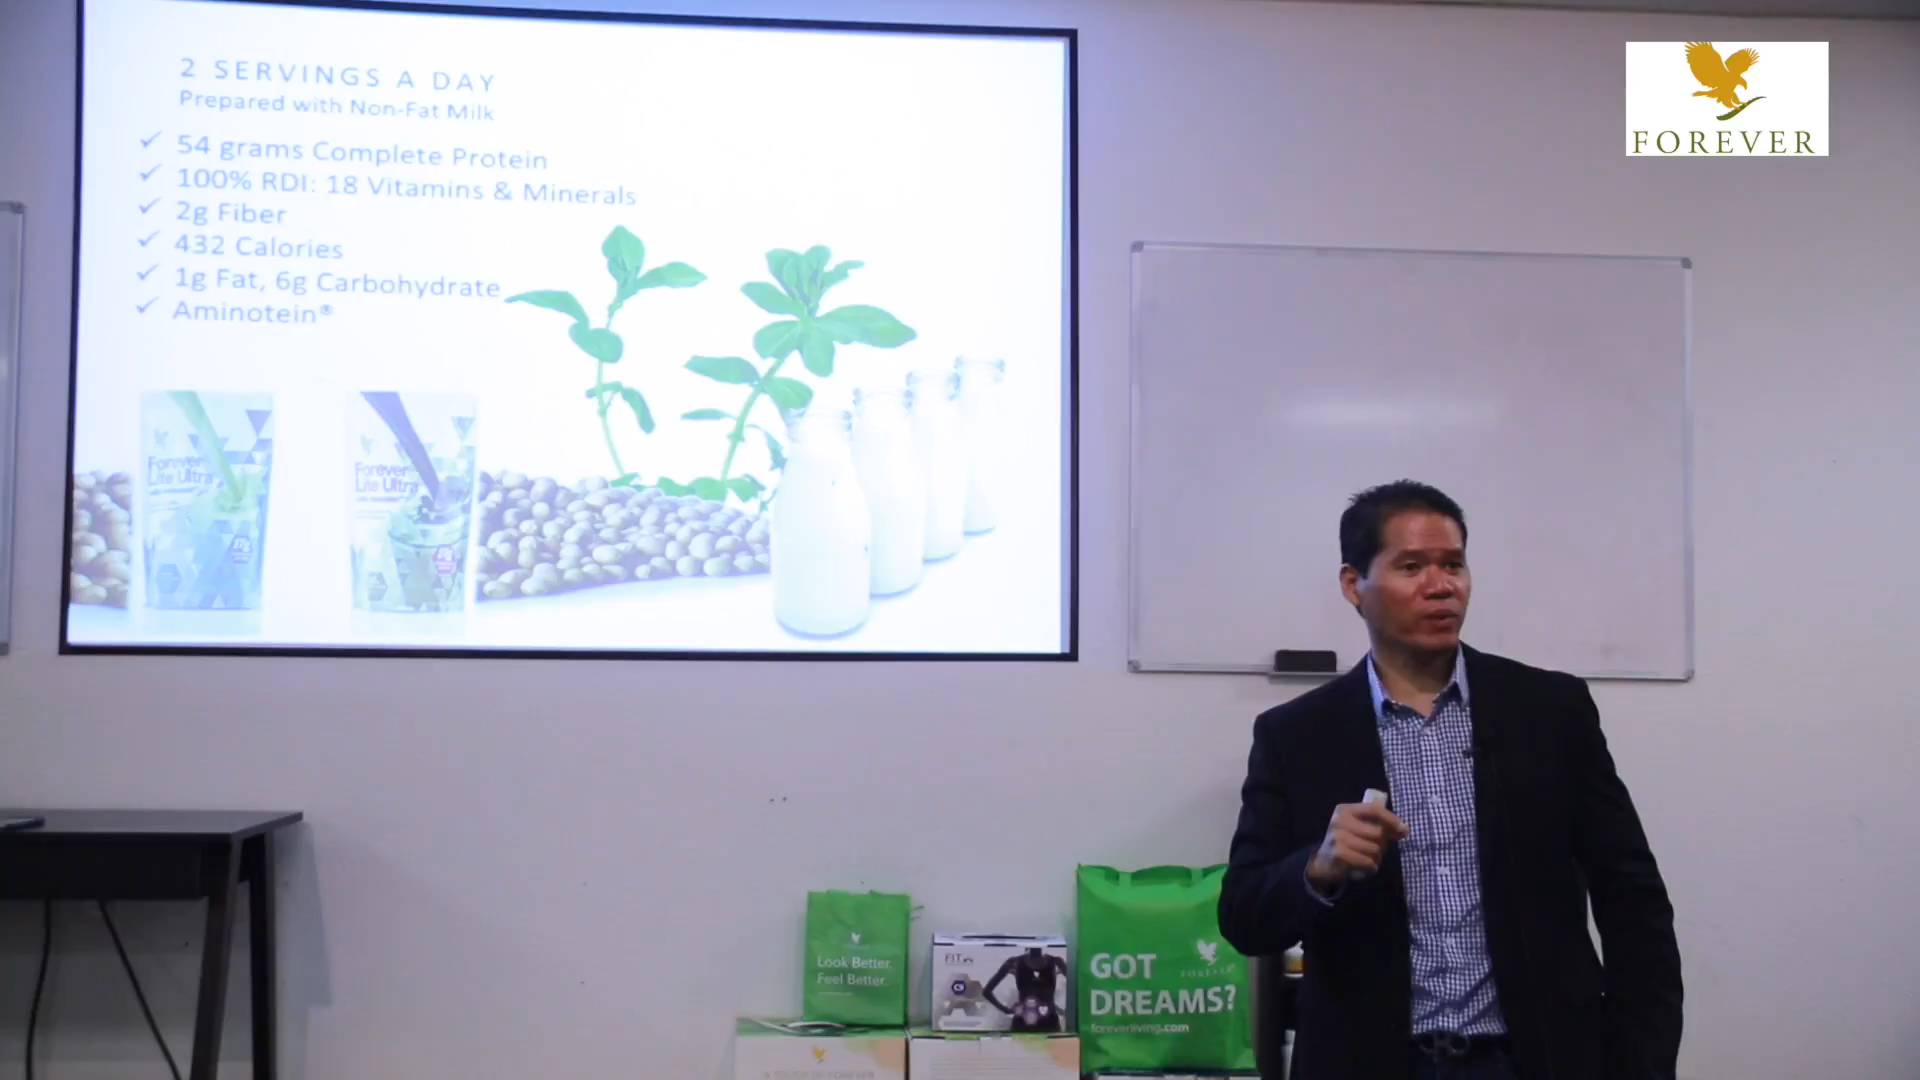 2 SERVINGS A DAY
Prepared with Non-Fat Milk
✓ 54 grams Complete Protein
✓ 100% RDI: 18 Vitamins & Minerals
✓ 2g Fiber
✓ 432 Calories
✓ 1g Fat, 6g Carbohydrate
✓ Aminotein®
Forever
Lite Ultra
Forever
Lite Ultra
FOREVER
Look Better.
Feel Better.
FIT
C9
FOREVER
GOT
DREAMS?
foreverliving.com